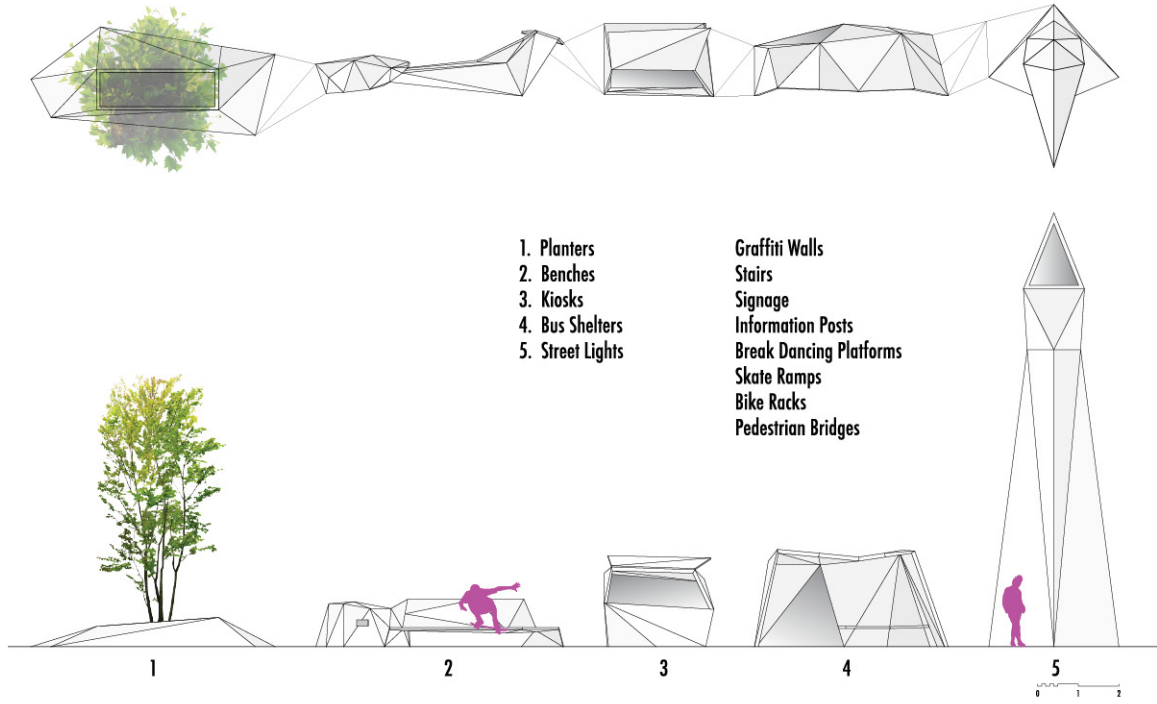 1. Planters
2. Benches
3. Kiosks
4. Bus Shelters
5. Street Lights
Graffiti Walls
Stairs
Signage
Information Posts
Break Dancing Platforms
Skate Ramps
Bike Racks
Pedestrian Bridges
1 2 3 4 5
0 1 2